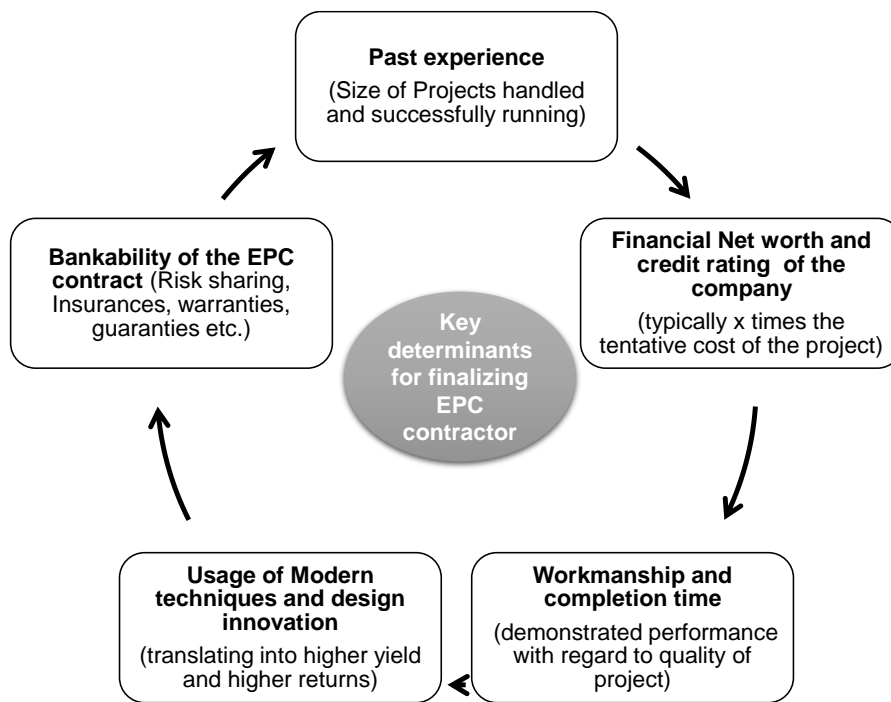 Past experience
(Size of Projects handled
and successfully running)
Financial Net worth and
credit rating of the
company
(typically x times the
tentative cost of the project)
Workmanship and
completion time
(demonstrated performance
with regard to quality of
project)
Usage of Modern
techniques and design
innovation
(translating into higher yield
and higher returns)
Bankability of the EPC
contract (Risk sharing,
Insurances, warranties,
guaranties etc.)
Key
determinants
for finalizing
EPC
contractor